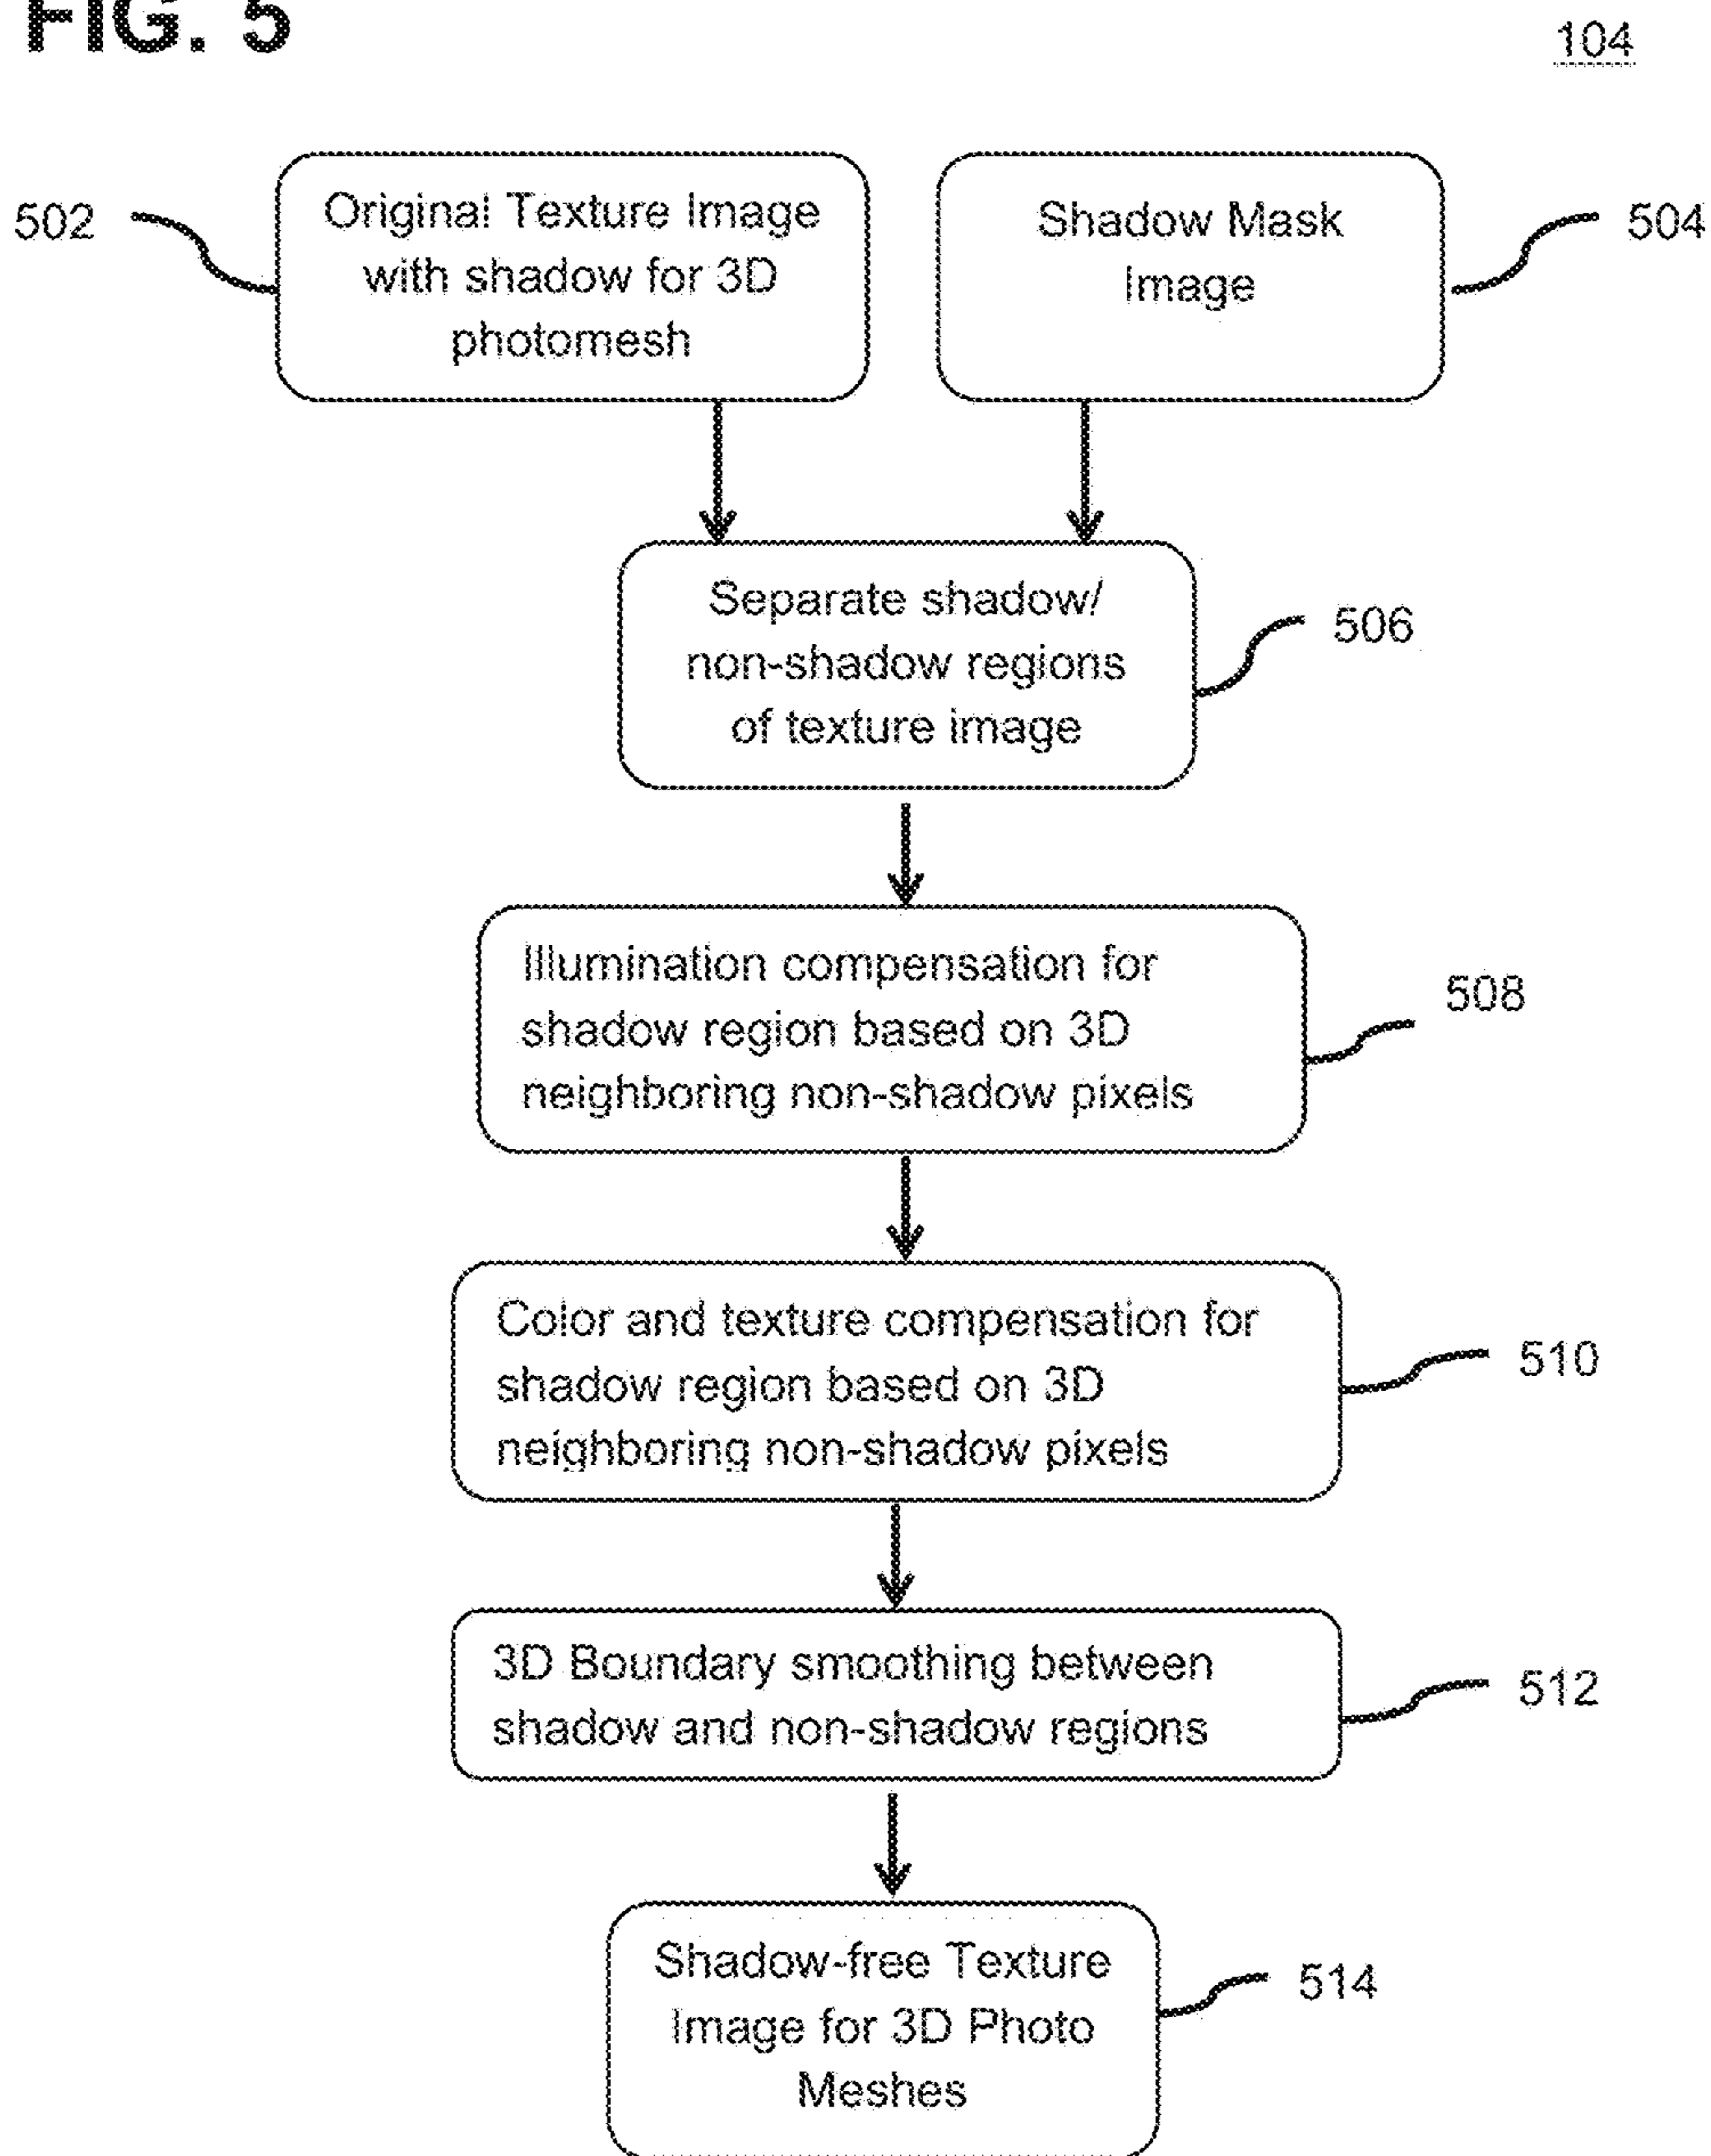 FIG. 5
104
502
Original Texture Image
with shadow for 3D
photomesh
Shadow Mask
Image
504
Separate shadow/
non-shadow regions
of texture image
506
Illumination compensation for
shadow region based on 3D
neighboring non-shadow pixels
508
Color and texture compensation for
shadow region based on 3D
neighboring non-shadow pixels
510
3D Boundary smoothing between
shadow and non-shadow regions
512
Shadow-free Texture
Image for 3D Photo
Meshes
514